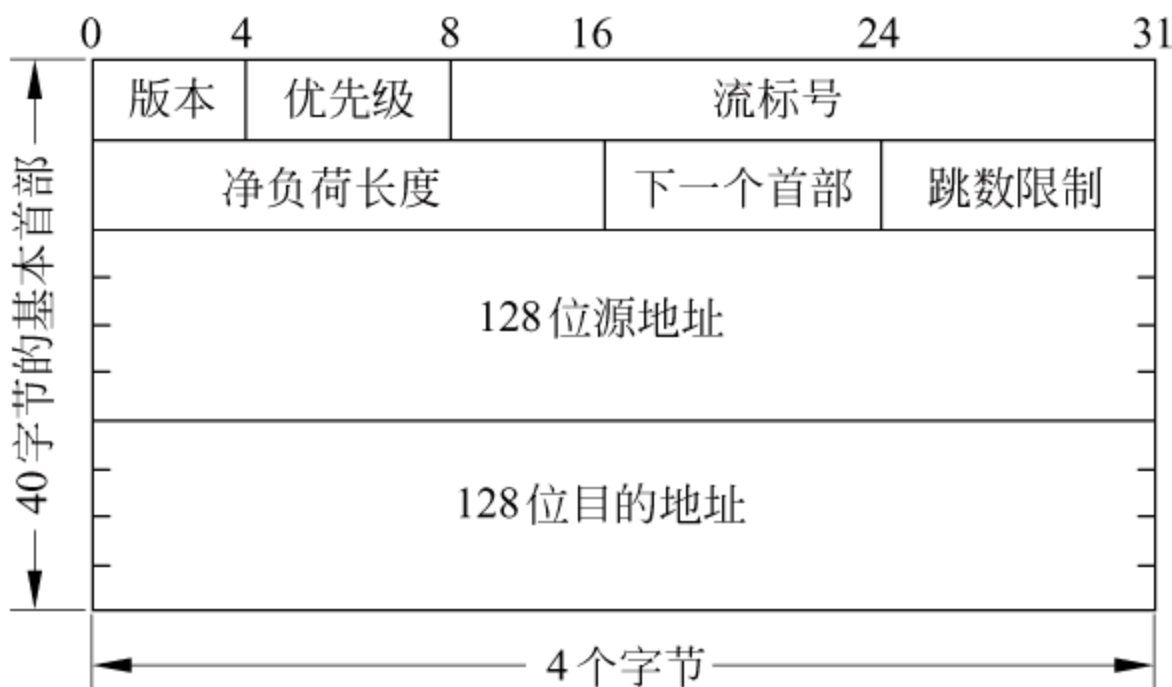 0 4 8 16 24 31
版本 优先级 流标号
净负荷长度 下一个首部 跳数限制
128位源地址
128位目的地址
40字节的基本首部
4个字节